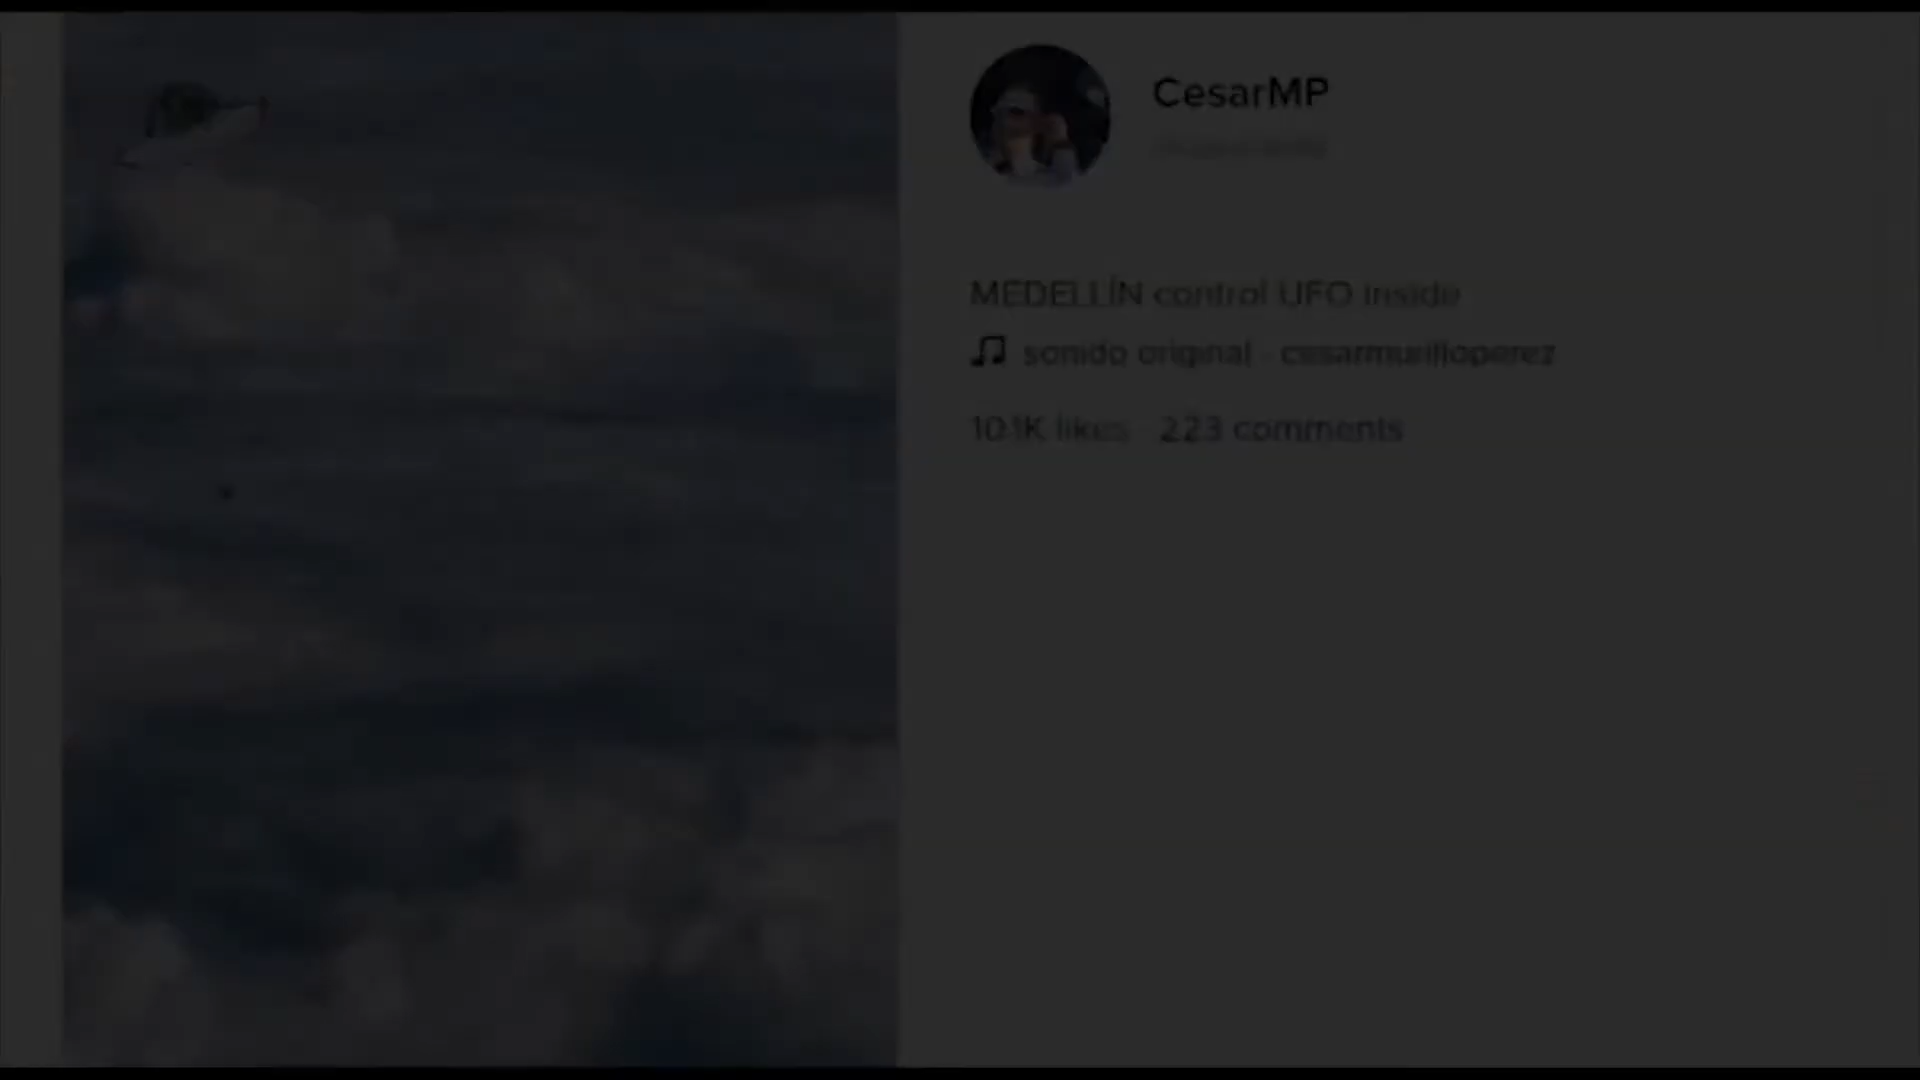 CesarMP
MEDELLÍN control UFO inside
sonido original - cesarmurilloperez
10.1K likes · 223 comments